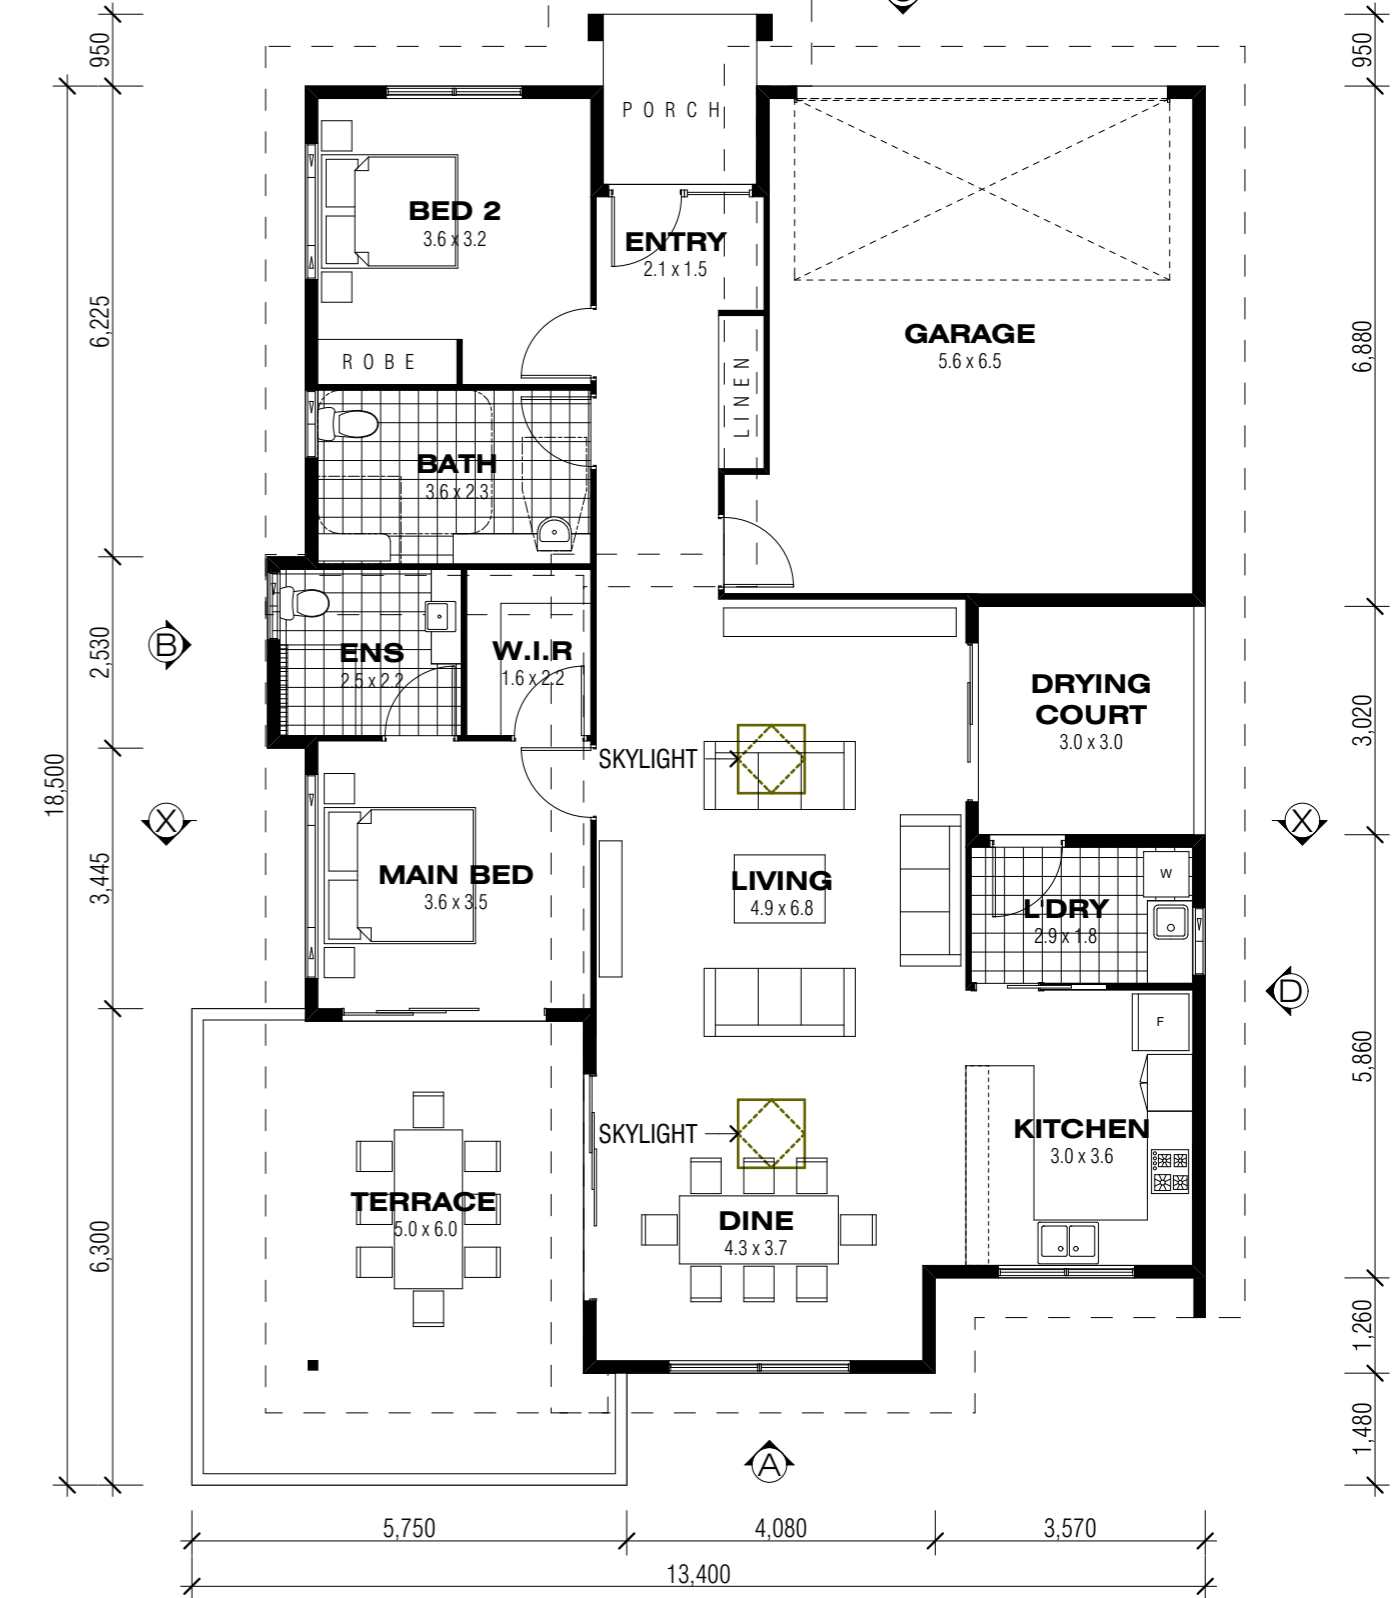 950
950
PORCH
BED 2
3.6 x 3.2
ENTRY
2.1 x 1.5
GARAGE
5.6 x 6.5
6,225
6,880
ROBE
LINEN
BATH
3.6 x 2.3
B
2,530
ENS
2.5 x 2.2
W.I.R
1.6 x 2.2
DRYING
COURT
3.0 x 3.0
3,020
SKYLIGHT
18,500
X
X
3,445
MAIN BED
3.6 x 3.5
LIVING
4.9 x 6.8
W
L'DRY
2.9 x 1.8
D
F
5,860
SKYLIGHT
KITCHEN
3.0 x 3.6
TERRACE
5.0 x 6.0
DINE
4.3 x 3.7
6,300
1,260
1,480
A
5,750
4,080
3,570
13,400